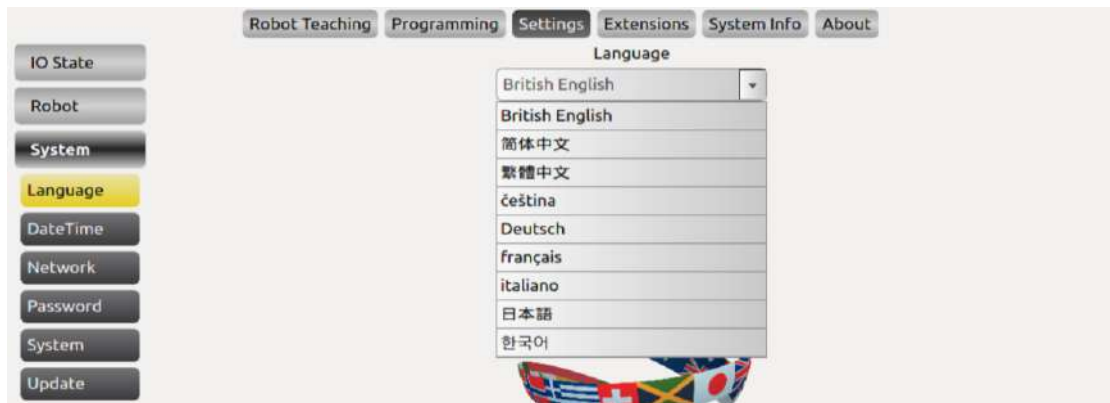 Robot Teaching Programming Settings Extensions System Info About
Language
IO State
Robot
System
Language
DateTime
Network
Password
System
Update
British English
British English
简体中文
繁體中文
čeština
Deutsch
français
italiano
日本語
한국어